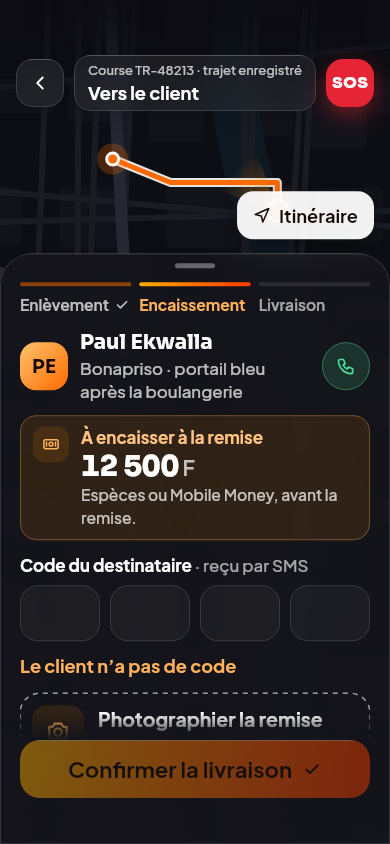 Course TR-48213 · trajet enregistré
Vers le client
SOS
Itinéraire
Enlèvement
Encaissement
Livraison
PE
Paul Ekwalla
Bonapriso · portail bleu
après la boulangerie
À encaisser à la remise
12 500 F
Espèces ou Mobile Money, avant la
remise.
Code du destinataire · reçu par SMS
Le client n’a pas de code
Photographier la remise
Confirmer la livraison